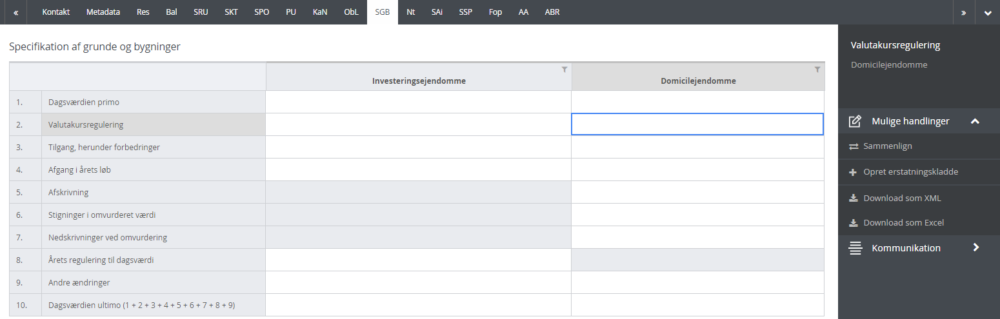 « Kontakt Metadata Res Bal SRU SKT SPO PU KaN ObL SGB Nt SAi SSP Fop AA ABR »
Specifikation af grunde og bygninger
Investeringsejendomme Domicilejendomme
1. Dagsværdien primo
2. Valutakursregulering
3. Tilgang, herunder forbedringer
4. Afgang i årets løb
5. Afskrivning
6. Stigninger i omvurderet værdi
7. Nedskrivninger ved omvurdering
8. Årets regulering til dagsværdi
9. Andre ændringer
10. Dagsværdien ultimo (1 + 2 + 3 + 4 + 5 + 6 + 7 + 8 + 9)
Valutakursregulering
Domicilejendomme
Mulige handlinger
Sammenlign
Opret erstatningskladde
Download som XML
Download som Excel
Kommunikation